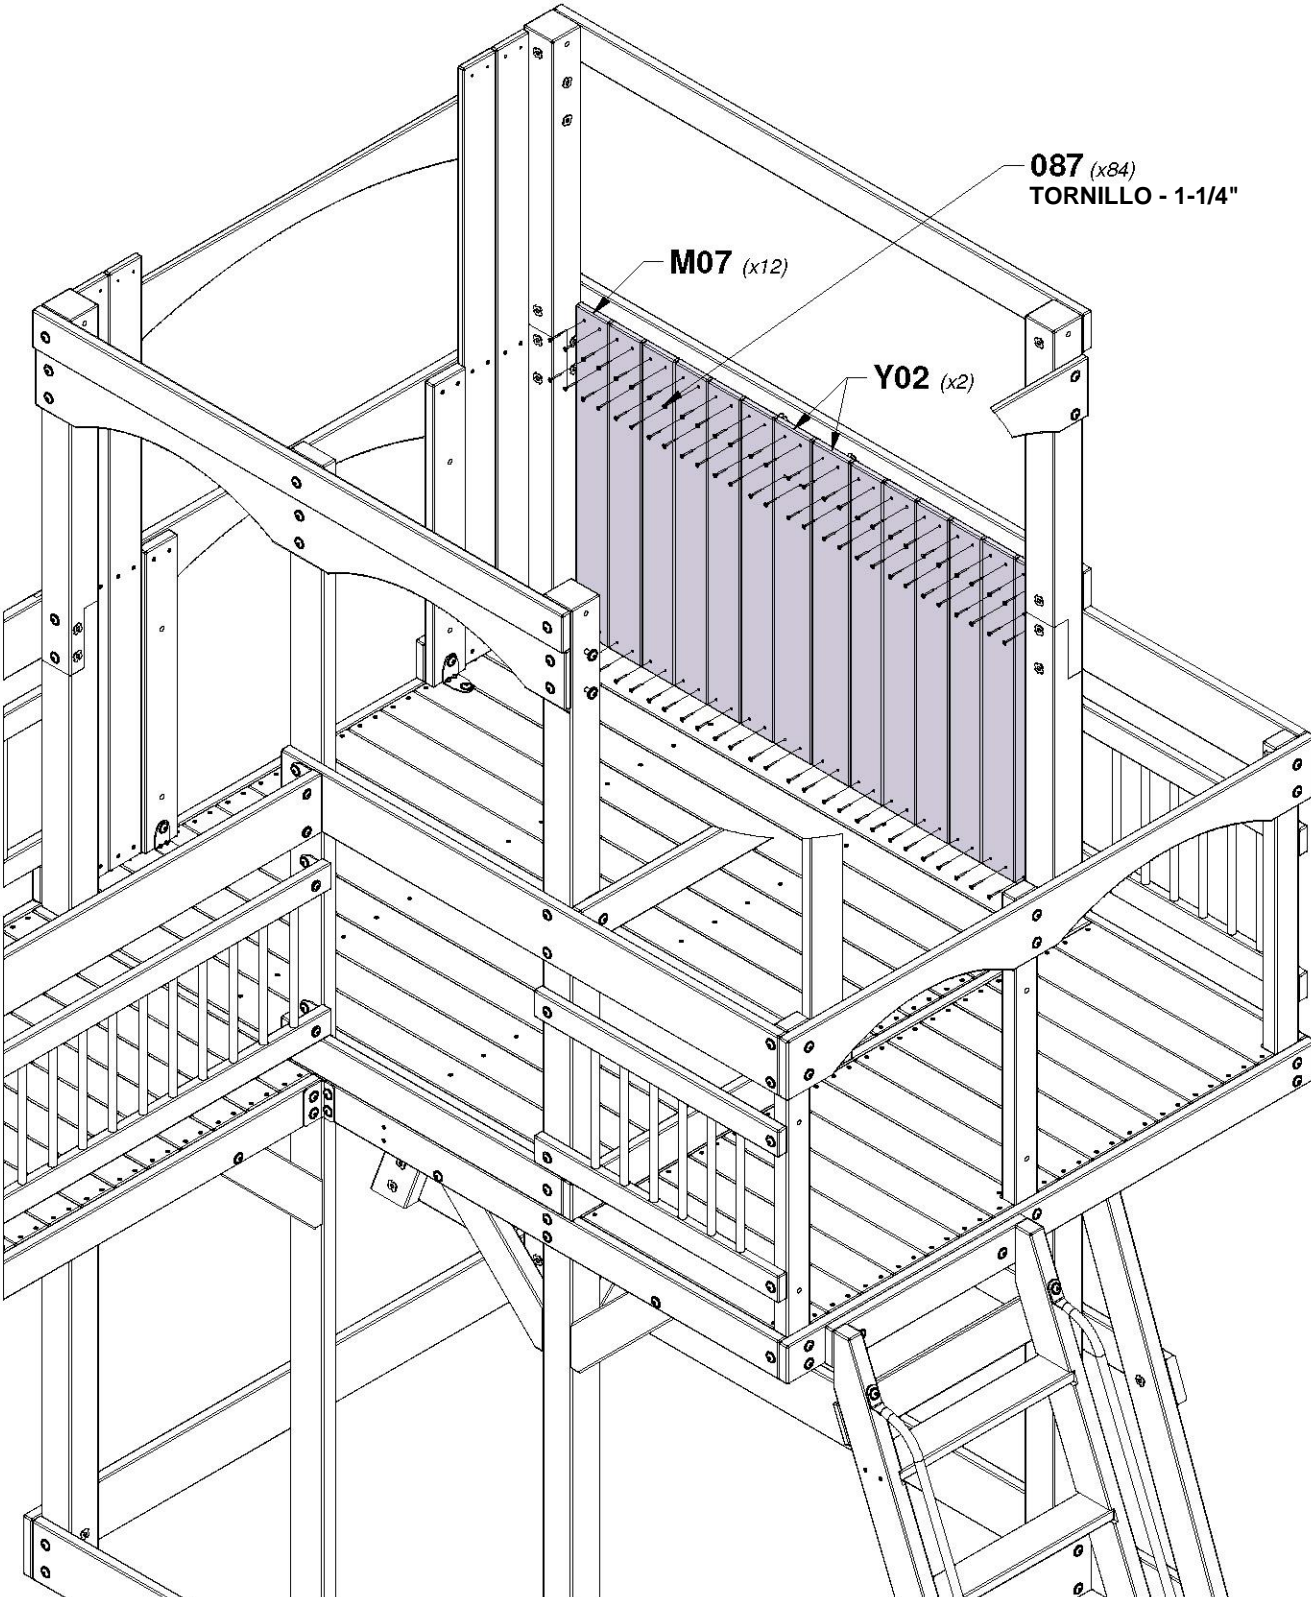 087 (x84)
TORNILLO - 1-1/4"
M07 (x12)
Y02 (x2)